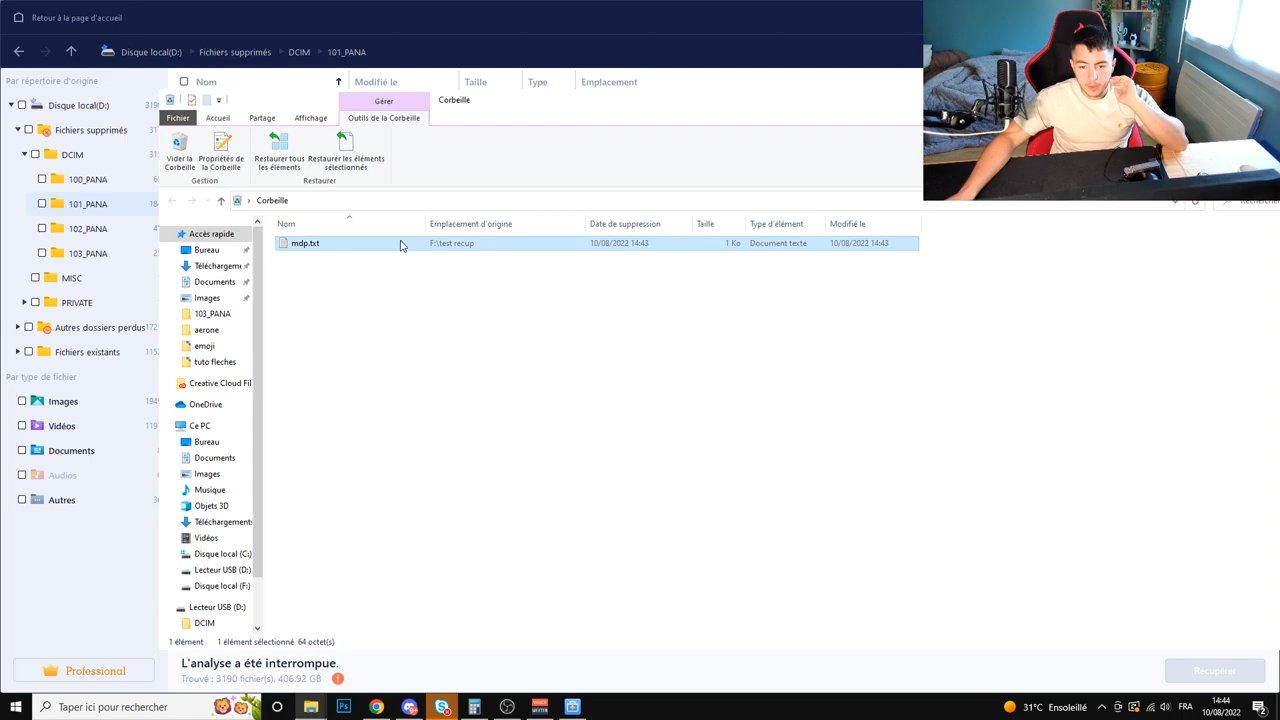 Retour à la page d'accueil
Disque local(D:) > Fichiers supprimés > DCIM > 101_PANA
Par répertoire d'origine
Nom Modifié le Taille Type Emplacement
Disque local(D:)
Fichiers supprimés
DCIM
100_PANA
101_PANA
102_PANA
103_PANA
MISC
PRIVATE
Autres dossiers perdus
Fichiers existants
Par type de fichier
Images
Vidéos
Documents
Audios
Autres
Professional
Gérer Corbeille
Fichier Accueil Partage Affichage Outils de la Corbeille
Vider la Corbeille
Propriétés de la Corbeille
Restaurer tous les éléments
Restaurer les éléments sélectionnés
Gestion Restaurer
Corbeille
Nom Emplacement d'origine Date de suppression Taille Type d'élément Modifié le
mdp.txt F:\test recup 10/08/2022 14:43 1 Ko Document texte 10/08/2022 14:43
Accès rapide
Bureau
Téléchargeme
Documents
Images
103_PANA
aerone
emoji
tuto fleches
Creative Cloud Fil
OneDrive
Ce PC
Bureau
Documents
Images
Musique
Objets 3D
Téléchargements
Vidéos
Disque local (C:)
Lecteur USB (D:)
Disque local (F:)
Lecteur USB (D:)
DCIM
1 élément 1 élément sélectionné 64 octet(s)
L'analyse a été interrompue.
Trouvé : 3190 fichier(s), 406.92 GB
Récupérer
Taper ici pour rechercher
31°C Ensoleillé
FRA
14:44
10/08/2022
2